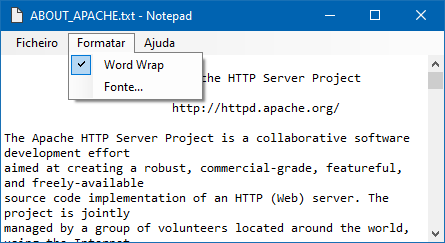 ABOUT_APACHE.txt - Notepad
Ficheiro Formatar Ajuda
Word Wrap
Fonte...
HTTP Server Project
http://httpd.apache.org/
The Apache HTTP Server Project is a collaborative software
development effort
aimed at creating a robust, commercial-grade, featureful,
and freely-available
source code implementation of an HTTP (Web) server. The
project is jointly
managed by a group of volunteers located around the world,
using the Internet